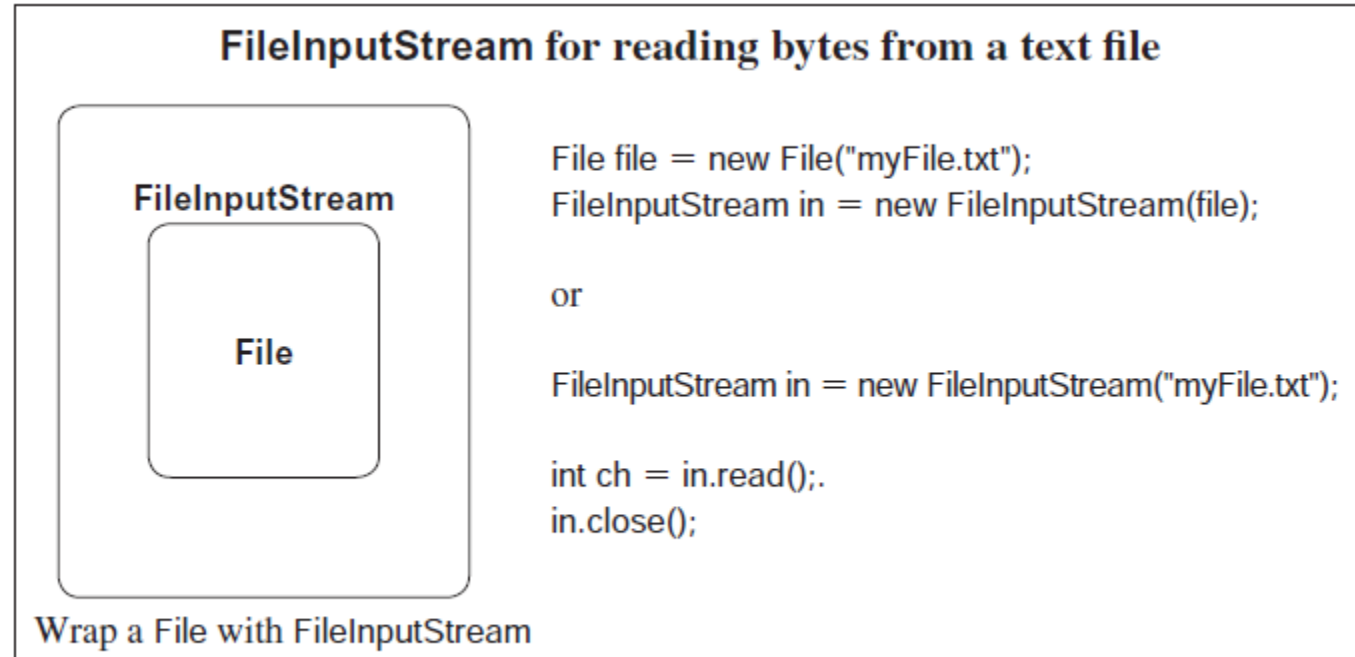 FileInputStream for reading bytes from a text file
FileInputStream
File
File file = new File("myFile.txt");
FileInputStream in = new FileInputStream(file);
or
FileInputStream in = new FileInputStream("myFile.txt");
int ch = in.read();.
in.close();
Wrap a File with FileInputStream